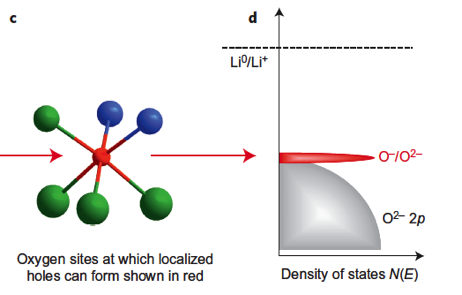 c
d
Li⁰/Li⁺
O⁻/O²⁻
O²⁻ 2p
Oxygen sites at which localized
holes can form shown in red
Density of states N(E)